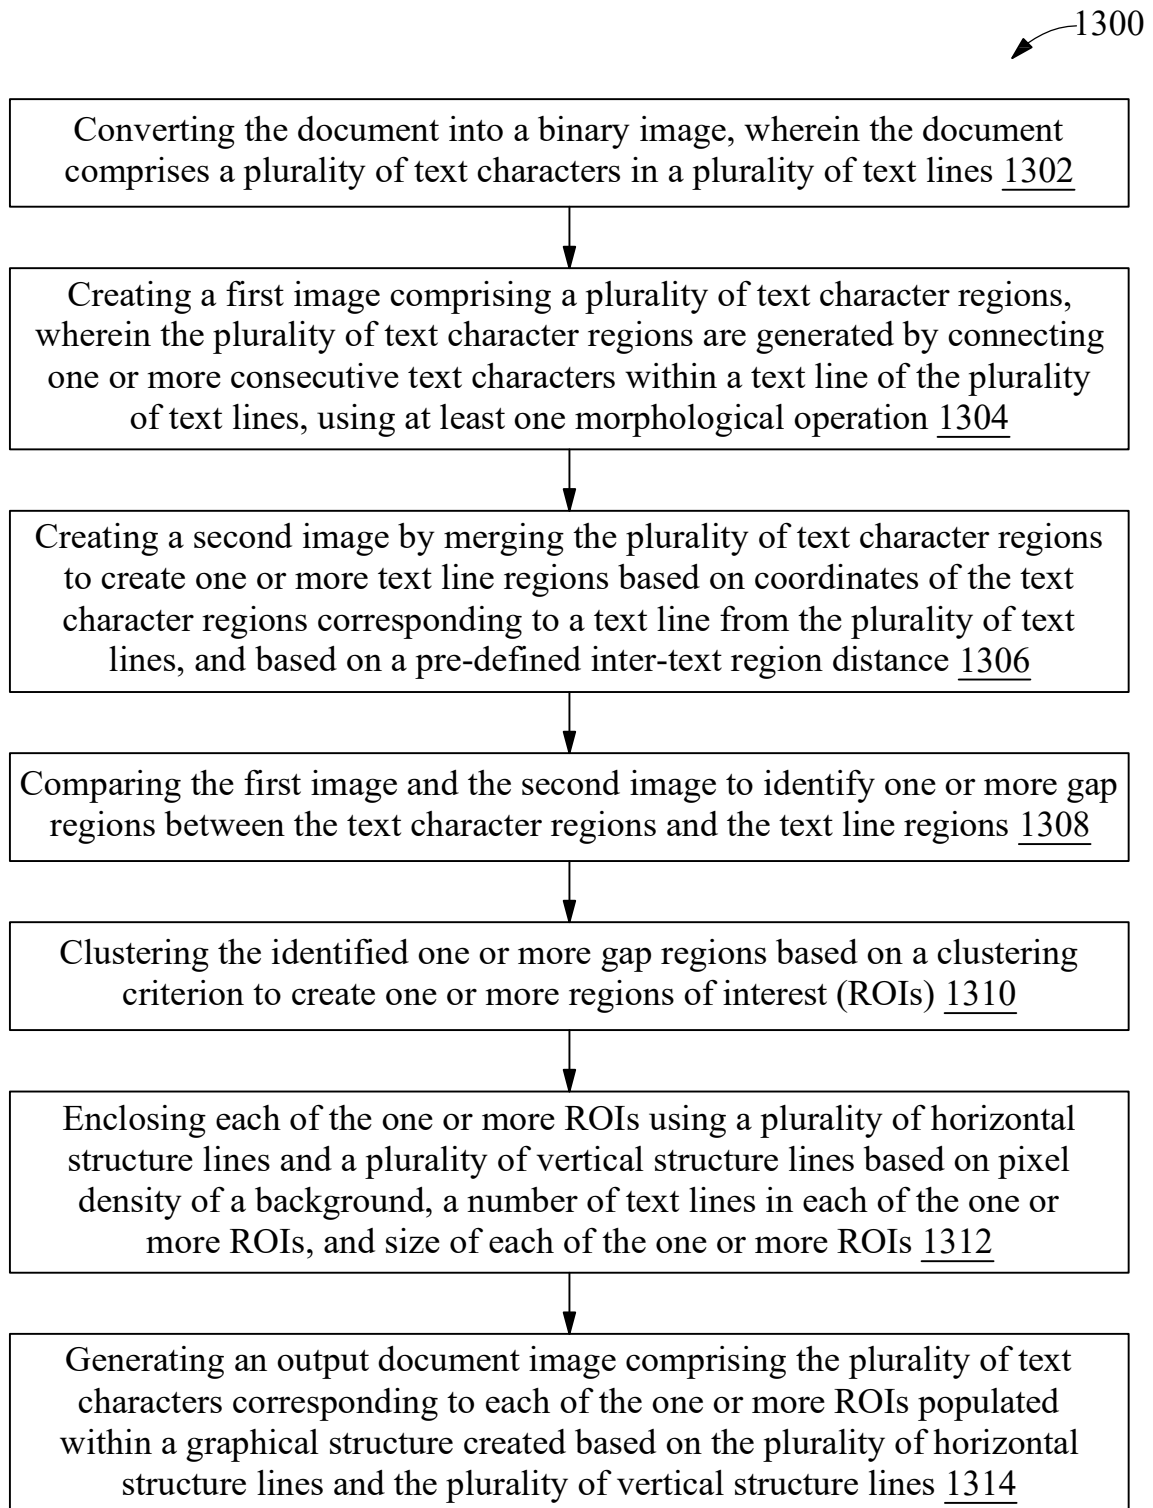 1300
Converting the document into a binary image, wherein the document
comprises a plurality of text characters in a plurality of text lines 1302
Creating a first image comprising a plurality of text character regions,
wherein the plurality of text character regions are generated by connecting
one or more consecutive text characters within a text line of the plurality
of text lines, using at least one morphological operation 1304
Creating a second image by merging the plurality of text character regions
to create one or more text line regions based on coordinates of the text
character regions corresponding to a text line from the plurality of text
lines, and based on a pre-defined inter-text region distance 1306
Comparing the first image and the second image to identify one or more gap
regions between the text character regions and the text line regions 1308
Clustering the identified one or more gap regions based on a clustering
criterion to create one or more regions of interest (ROIs) 1310
Enclosing each of the one or more ROIs using a plurality of horizontal
structure lines and a plurality of vertical structure lines based on pixel
density of a background, a number of text lines in each of the one or
more ROIs, and size of each of the one or more ROIs 1312
Generating an output document image comprising the plurality of text
characters corresponding to each of the one or more ROIs populated
within a graphical structure created based on the plurality of horizontal
structure lines and the plurality of vertical structure lines 1314